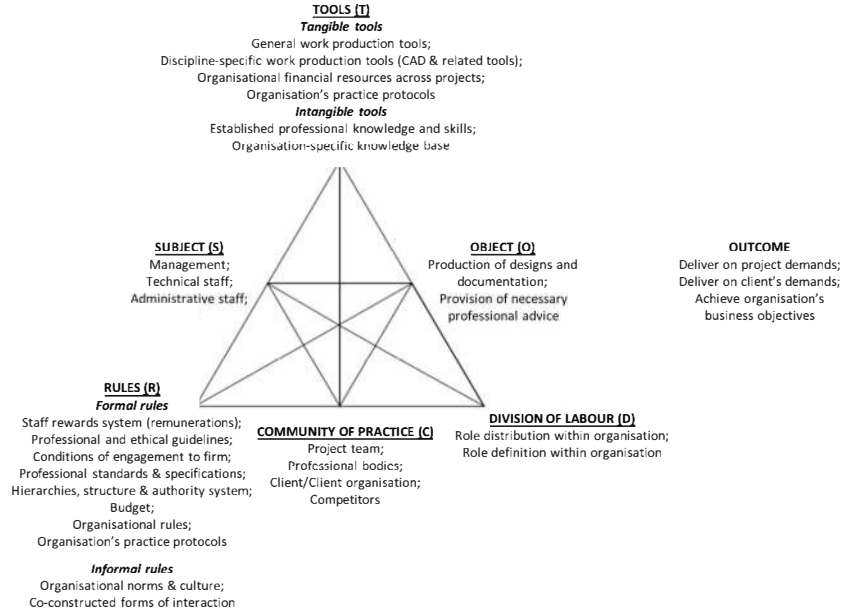 TOOLS (T)
Tangible tools
General work production tools;
Discipline-specific work production tools (CAD & related tools);
Organisational financial resources across projects;
Organisation's practice protocols
Intangible tools
Established professional knowledge and skills;
Organisation-specific knowledge base
SUBJECT (S)
Management;
Technical staff;
Administrative staff;
OBJECT (O)
Production of designs and
documentation;
Provision of necessary
professional advice
OUTCOME
Deliver on project demands;
Deliver on client's demands;
Achieve organisation's
business objectives
RULES (R)
Formal rules
Staff rewards system (remunerations);
Professional and ethical guidelines;
Conditions of engagement to firm;
Professional standards & specifications;
Hierarchies, structure & authority system;
Budget;
Organisational rules;
Organisation's practice protocols
Informal rules
Organisational norms & culture;
Co-constructed forms of interaction
COMMUNITY OF PRACTICE (C)
Project team;
Professional bodies;
Client/Client organisation;
Competitors
DIVISION OF LABOUR (D)
Role distribution within organisation;
Role definition within organisation